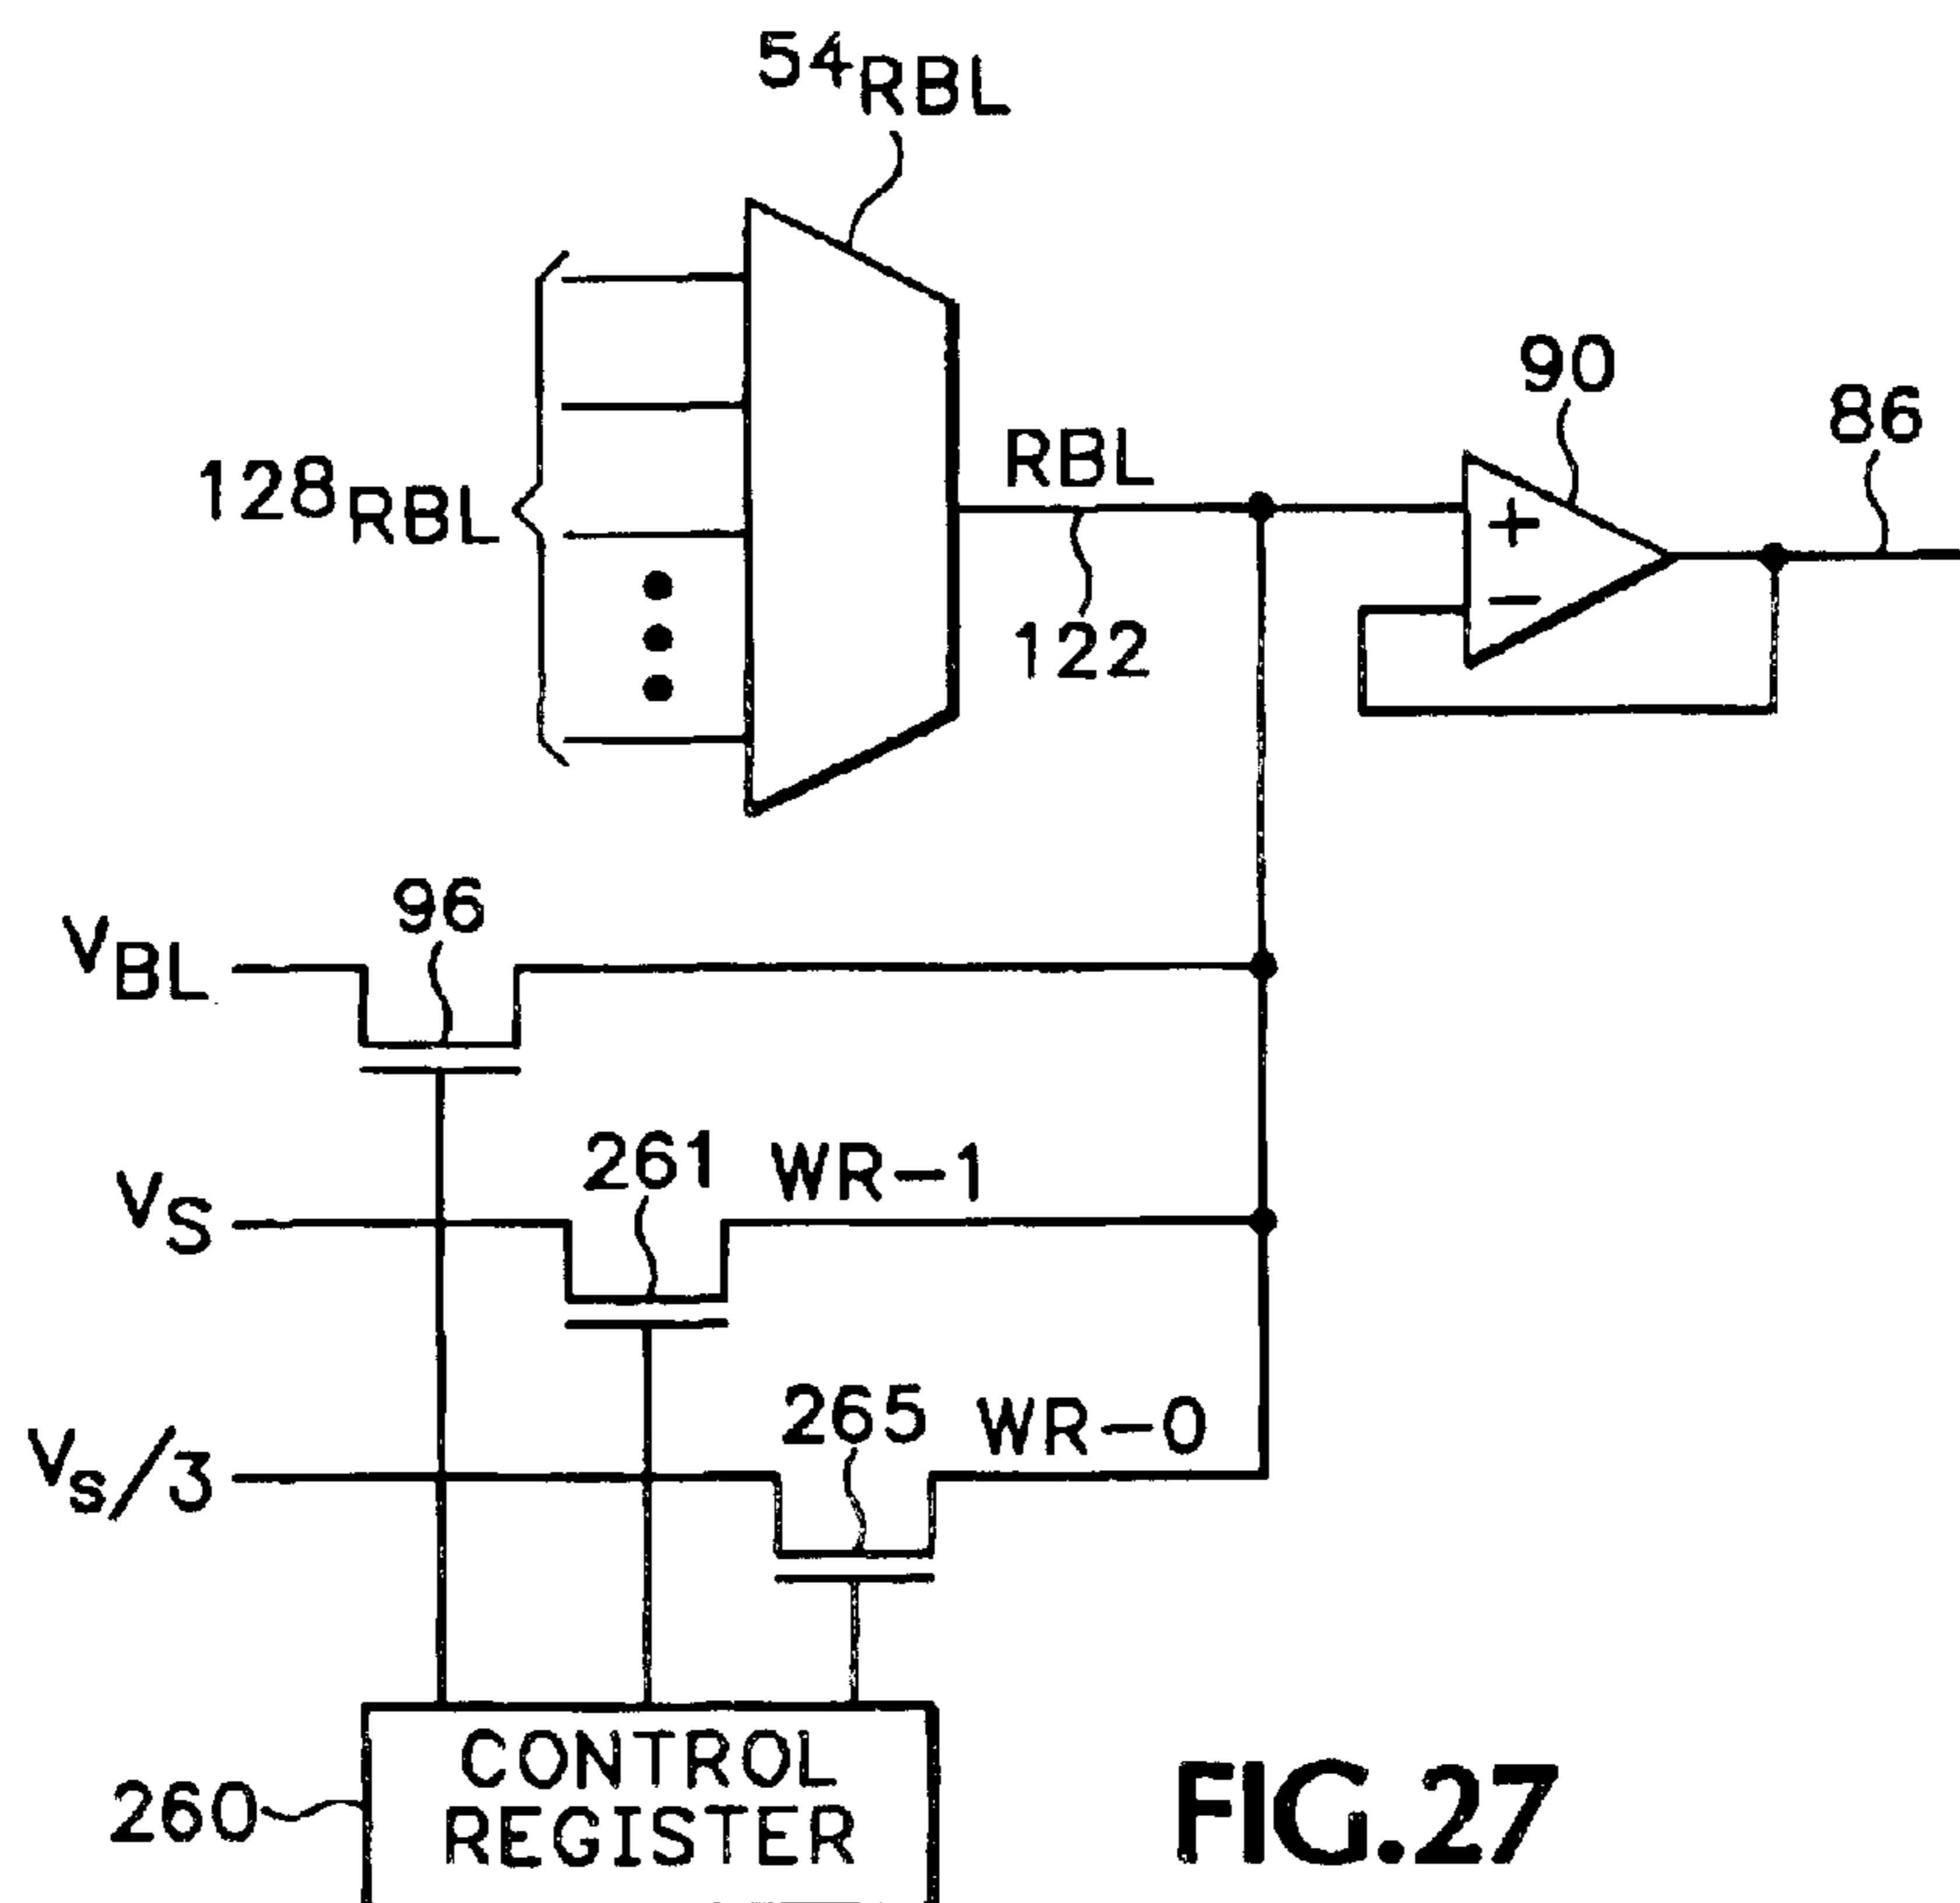 54RBL
90
86
128RBL
RBL
+
−
122
96
VBL
261
WR-1
VS
265
WR-0
Vs/3
CONTROL
REGISTER
260
FIG.27